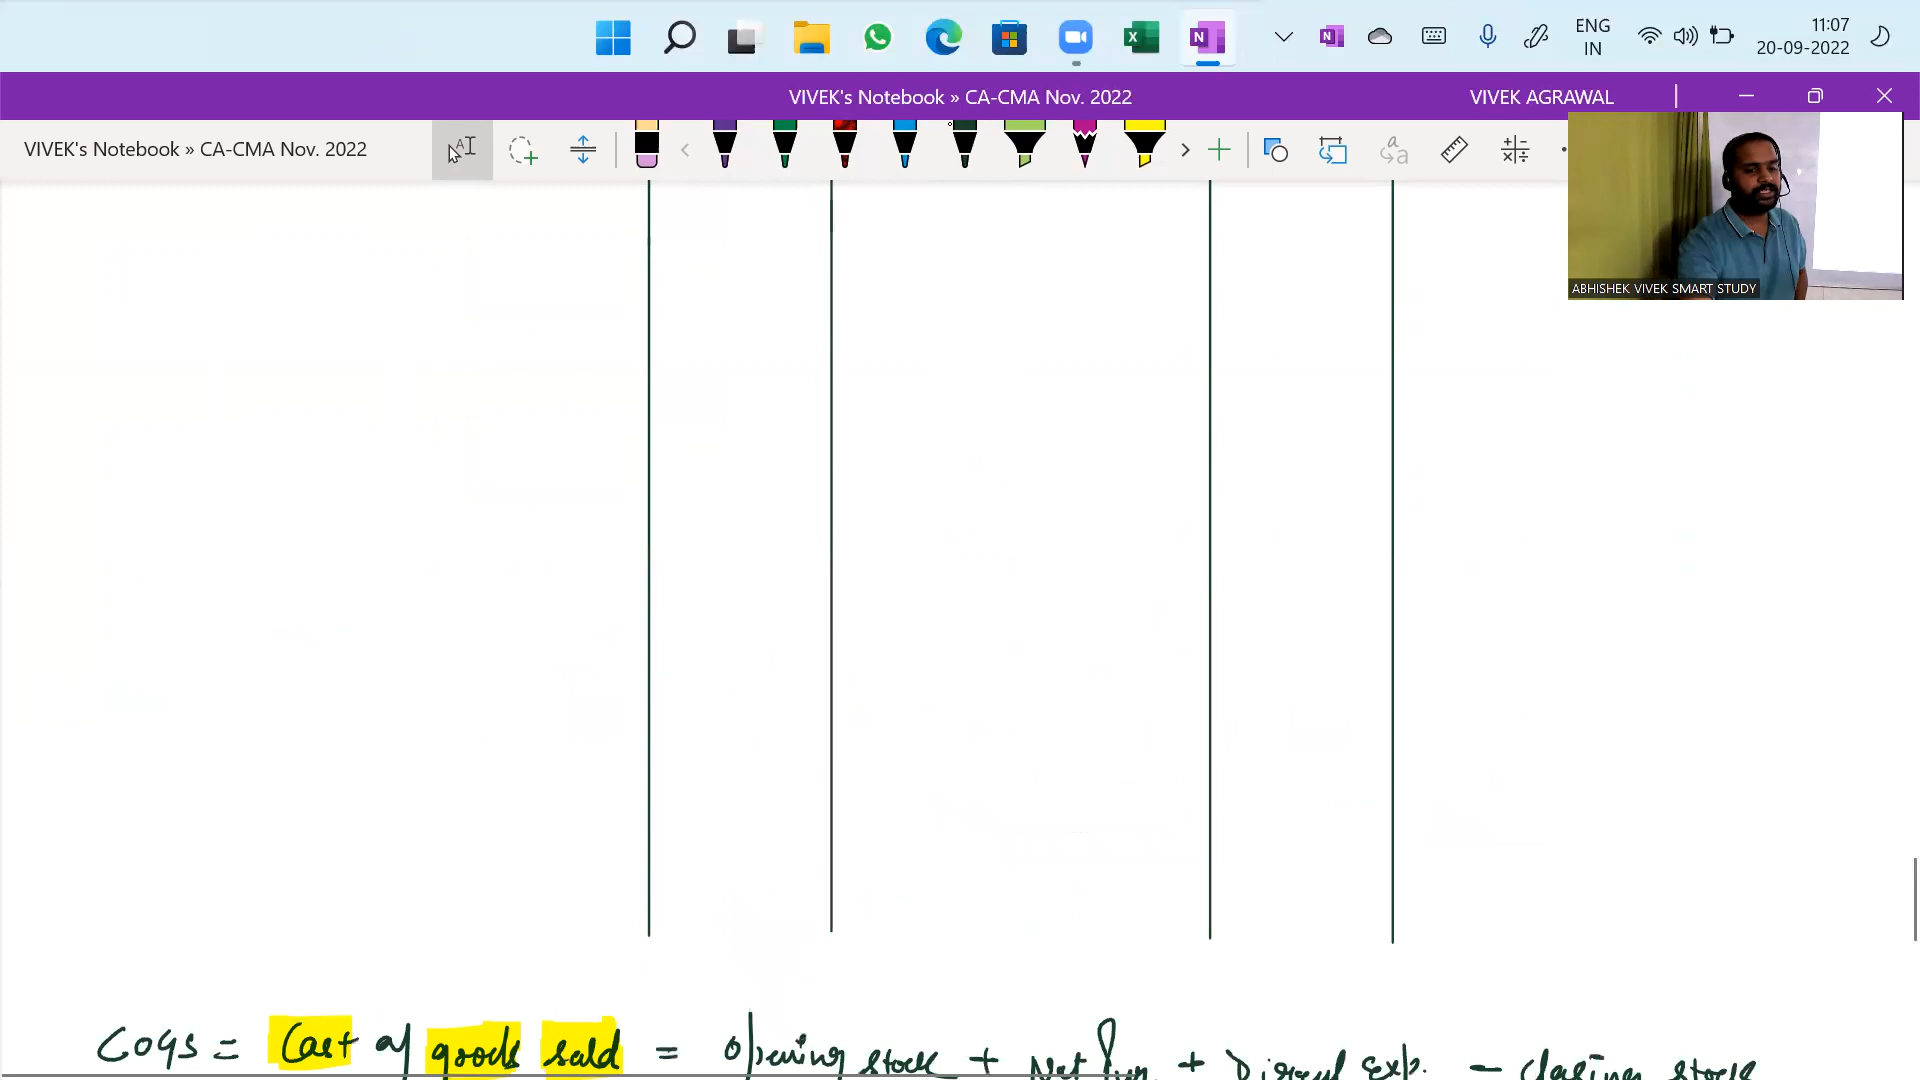 ENG
IN
11:07
20-09-2022
VIVEK's Notebook » CA-CMA Nov. 2022
VIVEK AGRAWAL
VIVEK's Notebook » CA-CMA Nov. 2022
ABHISHEK VIVEK SMART STUDY
COGS = Cost of goods sold = Opening stock + Net Pur. + Direct exp. - closing stock